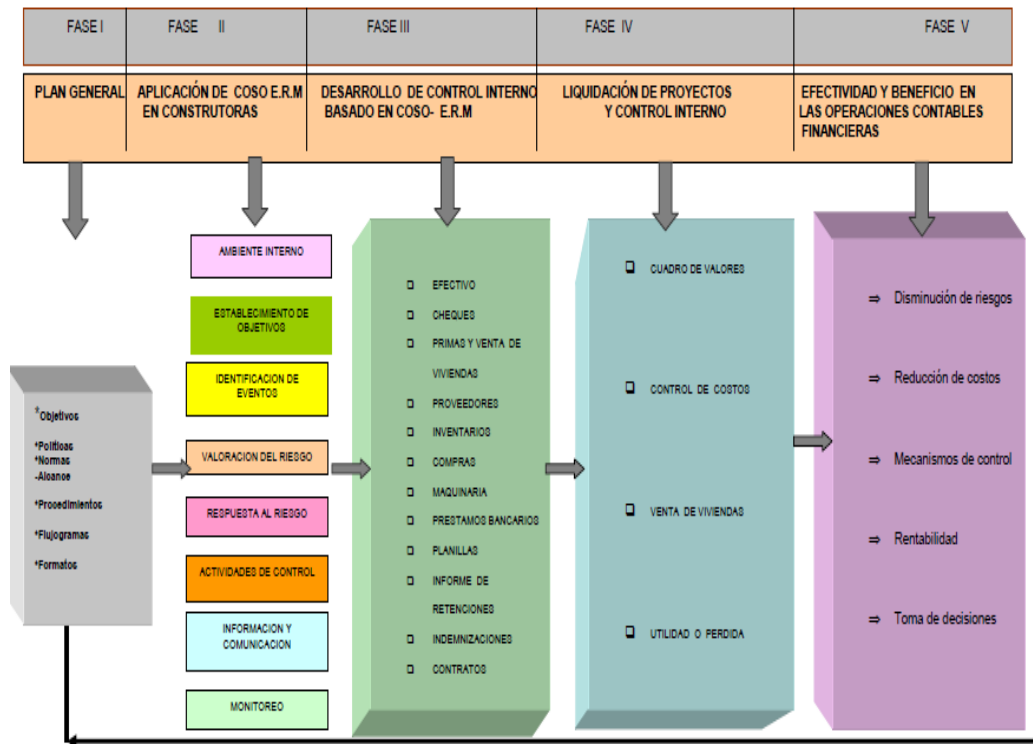 FASE I
FASE II
FASE III
FASE IV
FASE V
PLAN GENERAL
APLICACIÓN DE COSO E.R.M
EN CONSTRUTORAS
DESARROLLO DE CONTROL INTERNO
BASADO EN COSO- E.R.M
LIQUIDACIÓN DE PROYECTOS
Y CONTROL INTERNO
EFECTIVIDAD Y BENEFICIO EN
LAS OPERACIONES CONTABLES
FINANCIERAS
*Objetivos
*Políticas
*Normas
-Alcance
*Procedimientos
*Flujogramas
*Formatos
AMBIENTE INTERNO
ESTABLECIMIENTO DE
OBJETIVOS
IDENTIFICACION DE
EVENTOS
VALORACION DEL RIESGO
RESPUESTA AL RIESGO
ACTIVIDADES DE CONTROL
INFORMACION Y
COMUNICACION
MONITOREO
EFECTIVO
CHEQUES
PRIMAS Y VENTA DE
VIVIENDAS
PROVEEDORES
INVENTARIOS
COMPRAS
MAQUINARIA
PRESTAMOS BANCARIOS
PLANILLAS
INFORME DE
RETENCIONES
INDEMNIZACIONES
CONTRATOS
CUADRO DE VALORES
CONTROL DE COSTOS
VENTA DE VIVIENDAS
UTILIDAD O PERDIDA
⇒ Disminución de riesgos
⇒ Reducción de costos
⇒ Mecanismos de control
⇒ Rentabilidad
⇒ Toma de decisiones